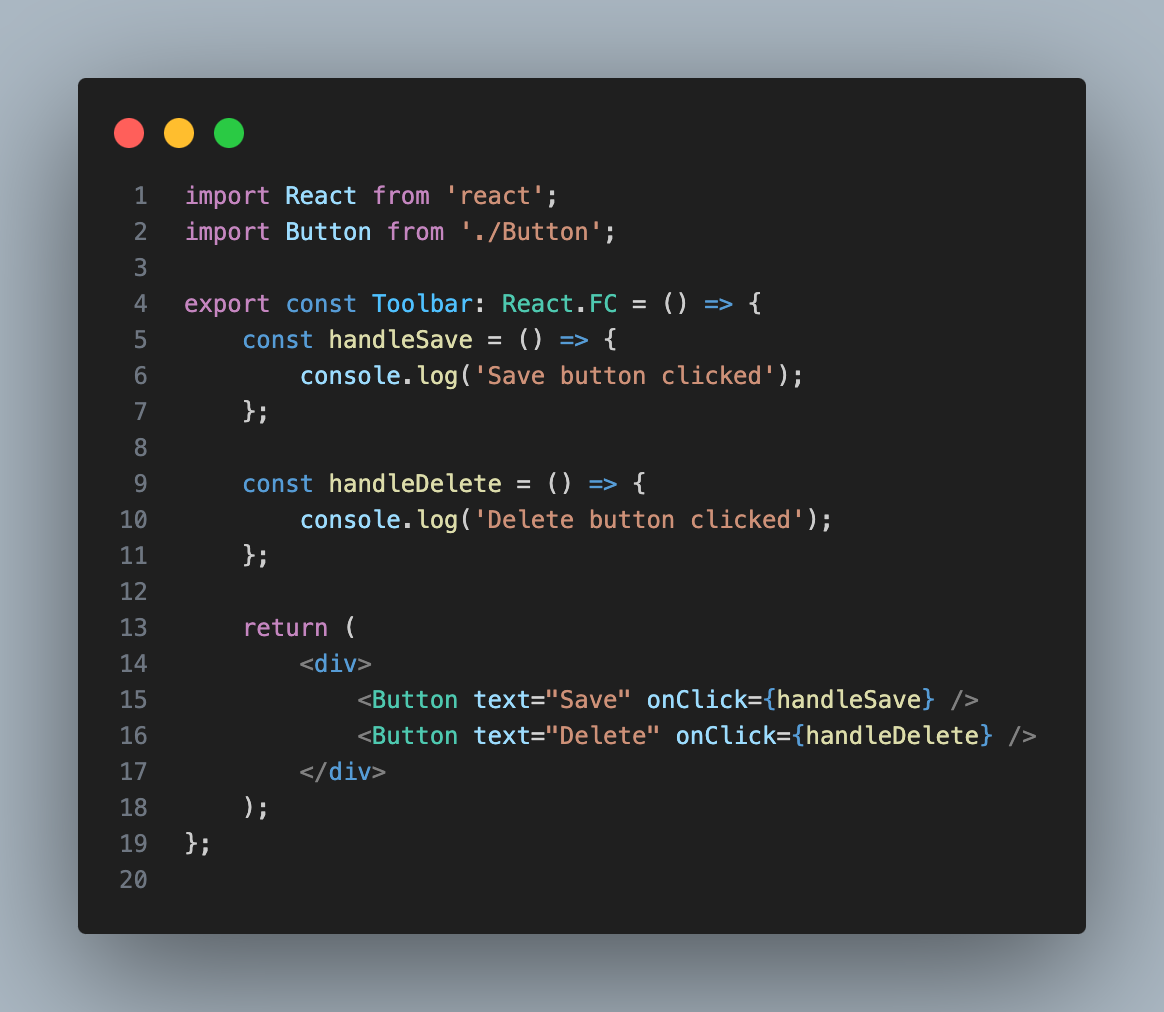 1 import React from 'react';
2 import Button from './Button';
3
4 export const Toolbar: React.FC = () => {
5     const handleSave = () => {
6         console.log('Save button clicked');
7     };
8
9     const handleDelete = () => {
10         console.log('Delete button clicked');
11     };
12
13     return (
14         <div>
15             <Button text="Save" onClick={handleSave} />
16             <Button text="Delete" onClick={handleDelete} />
17         </div>
18     );
19 };
20